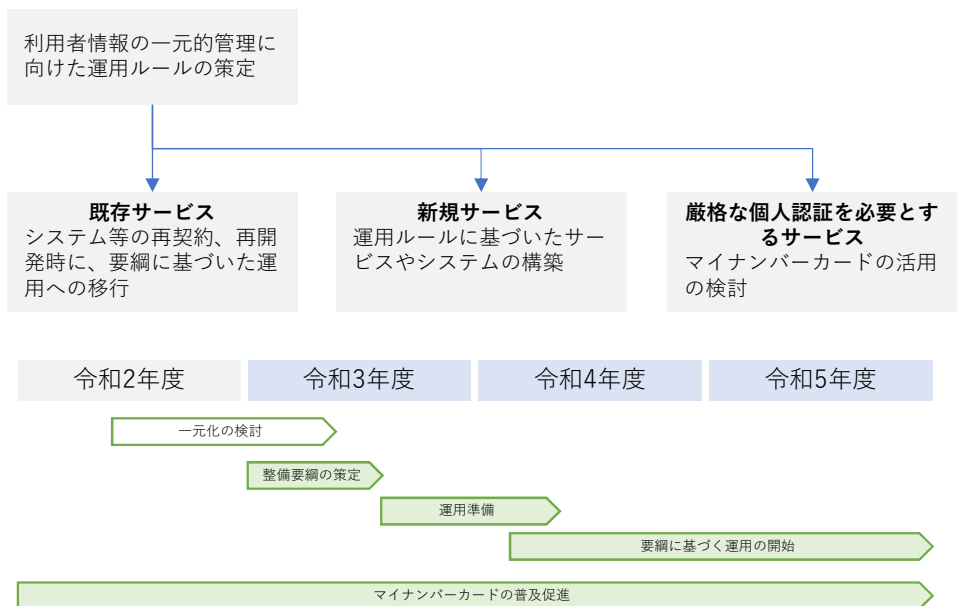 利用者情報の一元的管理に
向けた運用ルールの策定
既存サービス
システム等の再契約、再開
発時に、要綱に基づいた運
用への移行
新規サービス
運用ルールに基づいたサー
ビスやシステムの構築
厳格な個人認証を必要とす
るサービス
マイナンバーカードの活用
の検討
令和2年度
令和3年度
令和4年度
令和5年度
一元化の検討
整備要綱の策定
運用準備
要綱に基づく運用の開始
マイナンバーカードの普及促進